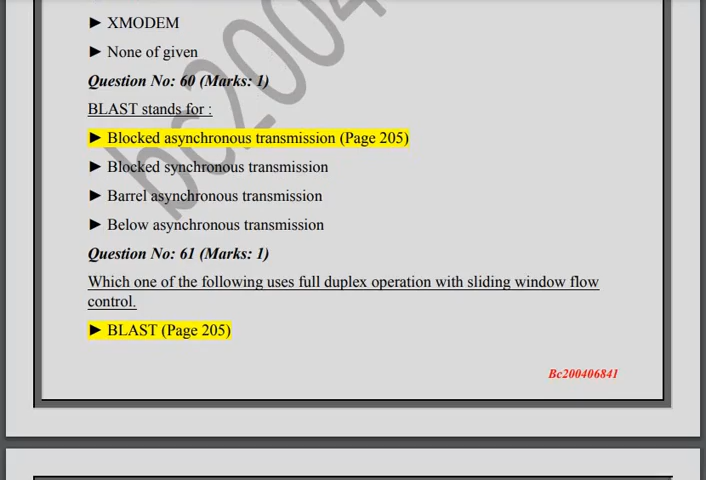 ► XMODEM
► None of given
Question No: 60 (Marks: 1)
BLAST stands for :
► Blocked asynchronous transmission (Page 205)
► Blocked synchronous transmission
► Barrel asynchronous transmission
► Below asynchronous transmission
Question No: 61 (Marks: 1)
Which one of the following uses full duplex operation with sliding window flow
control.
► BLAST (Page 205)
Bc200406841
bc2004